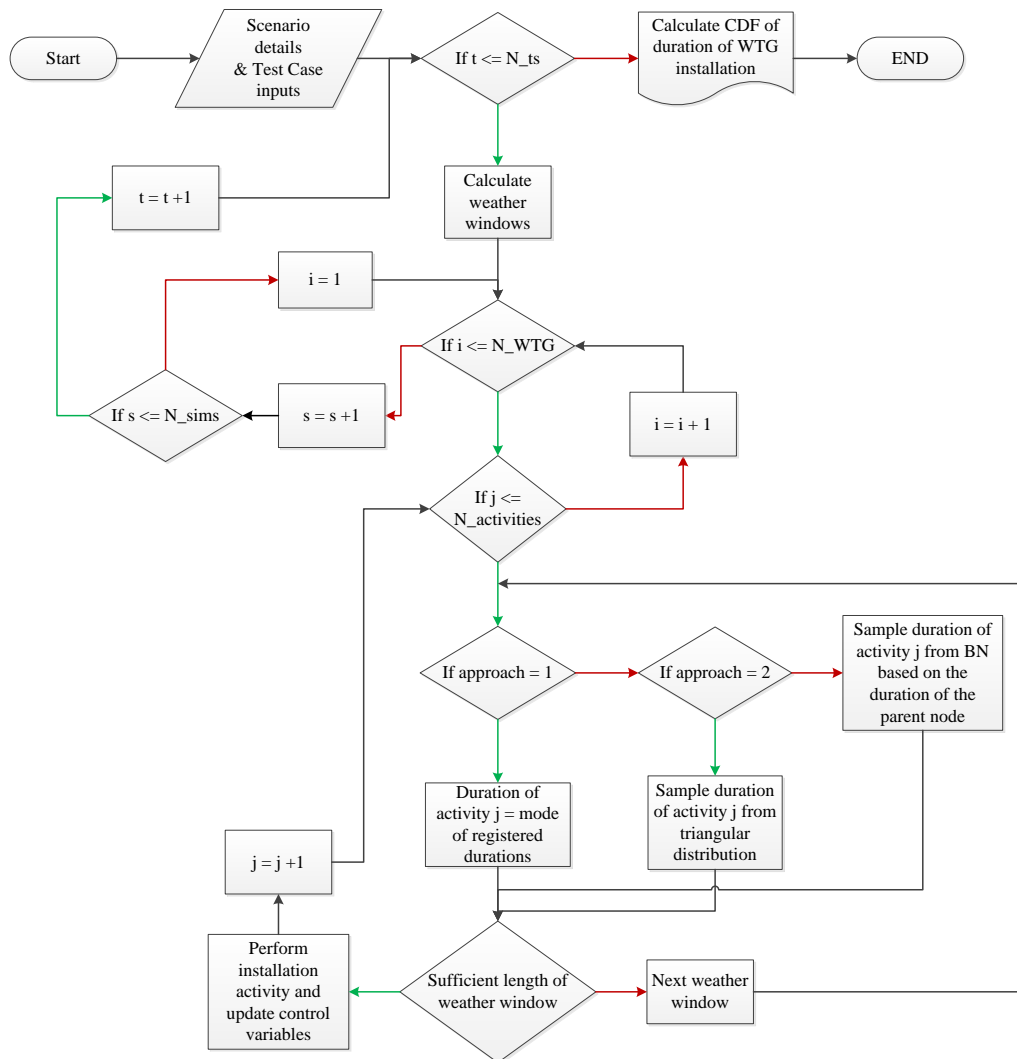 Start
Scenario
details
& Test Case
inputs
If t <= N_ts
Calculate CDF of
duration of WTG
installation
END
t = t +1
Calculate
weather
windows
i = 1
If i <= N_WTG
If s <= N_sims
s = s +1
i = i + 1
If j <=
N_activities
If approach = 1
If approach = 2
Sample duration of
activity j from BN
based on the
duration of the
parent node
Duration of
activity j = mode
of registered
durations
Sample duration
of activity j from
triangular
distribution
j = j +1
Perform
installation
activity and
update control
variables
Sufficient length of
weather window
Next weather
window